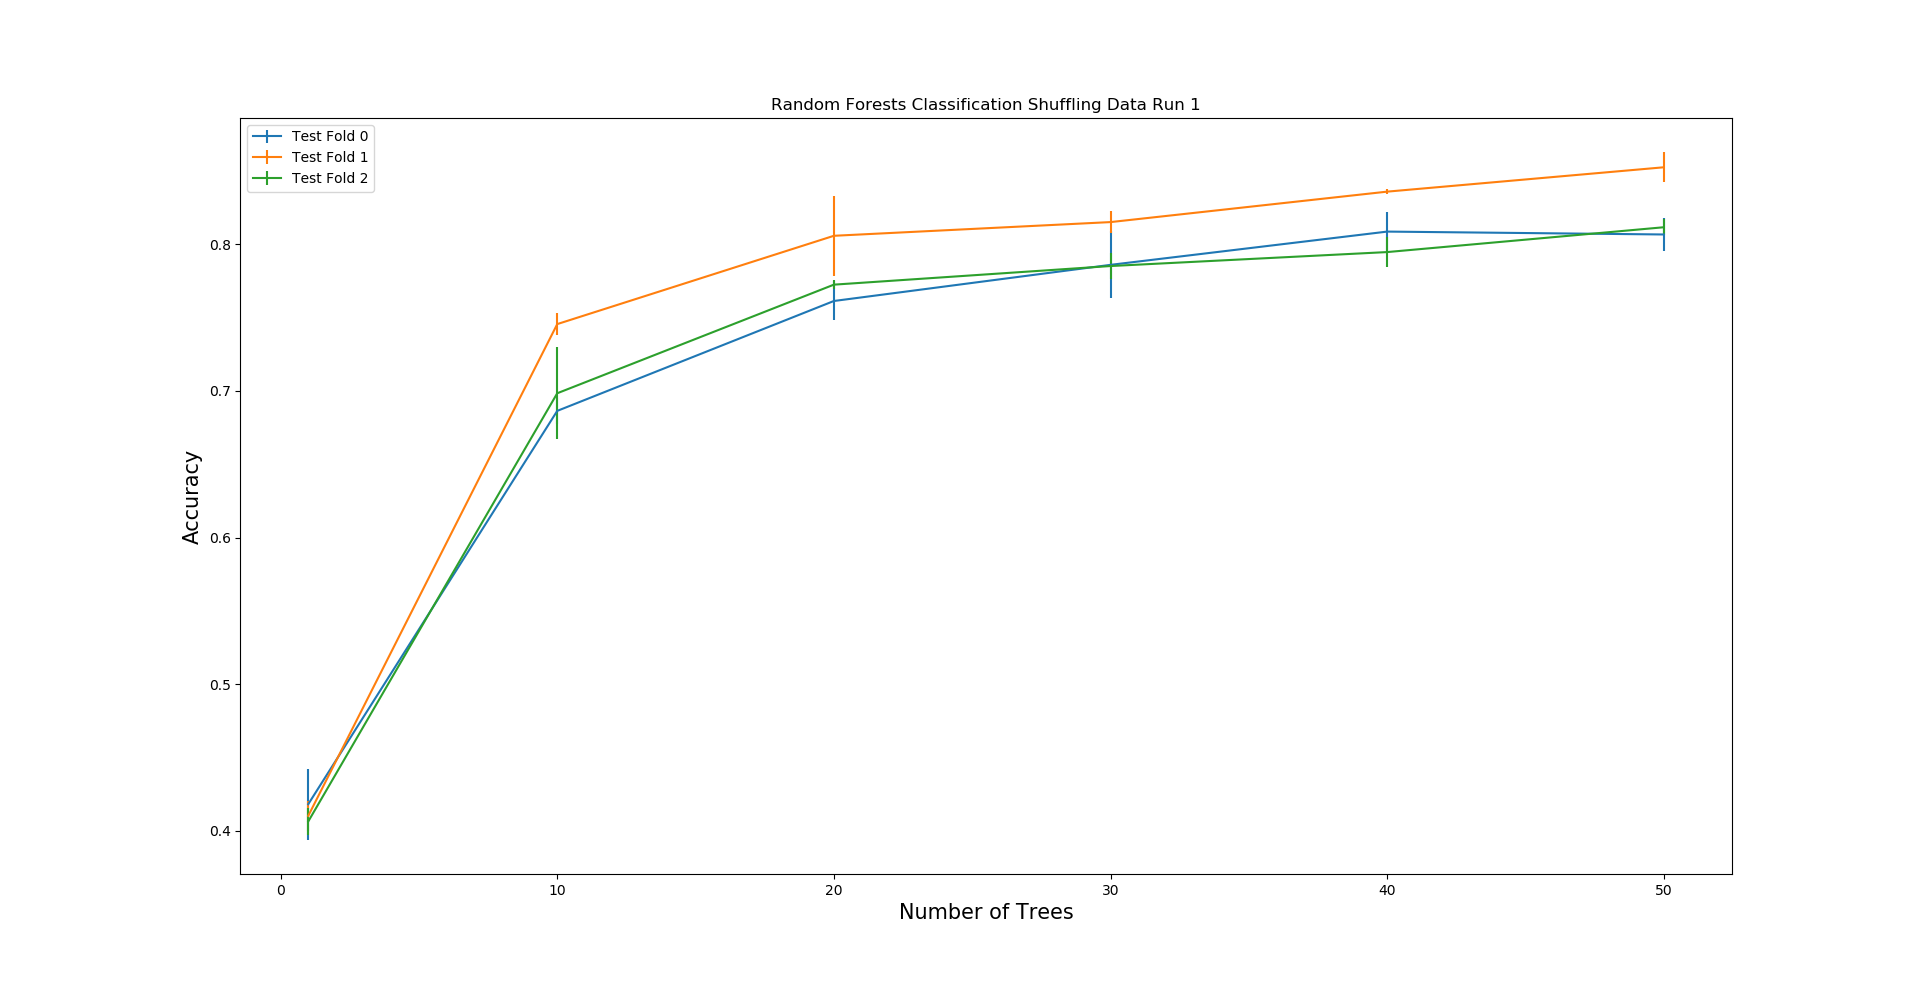 Random Forests Classification Shuffling Data Run 1
Test Fold 0
Test Fold 1
Test Fold 2
Accuracy
0.8
0.7
0.6
0.5
0.4
0 10 20 30 40 50
Number of Trees